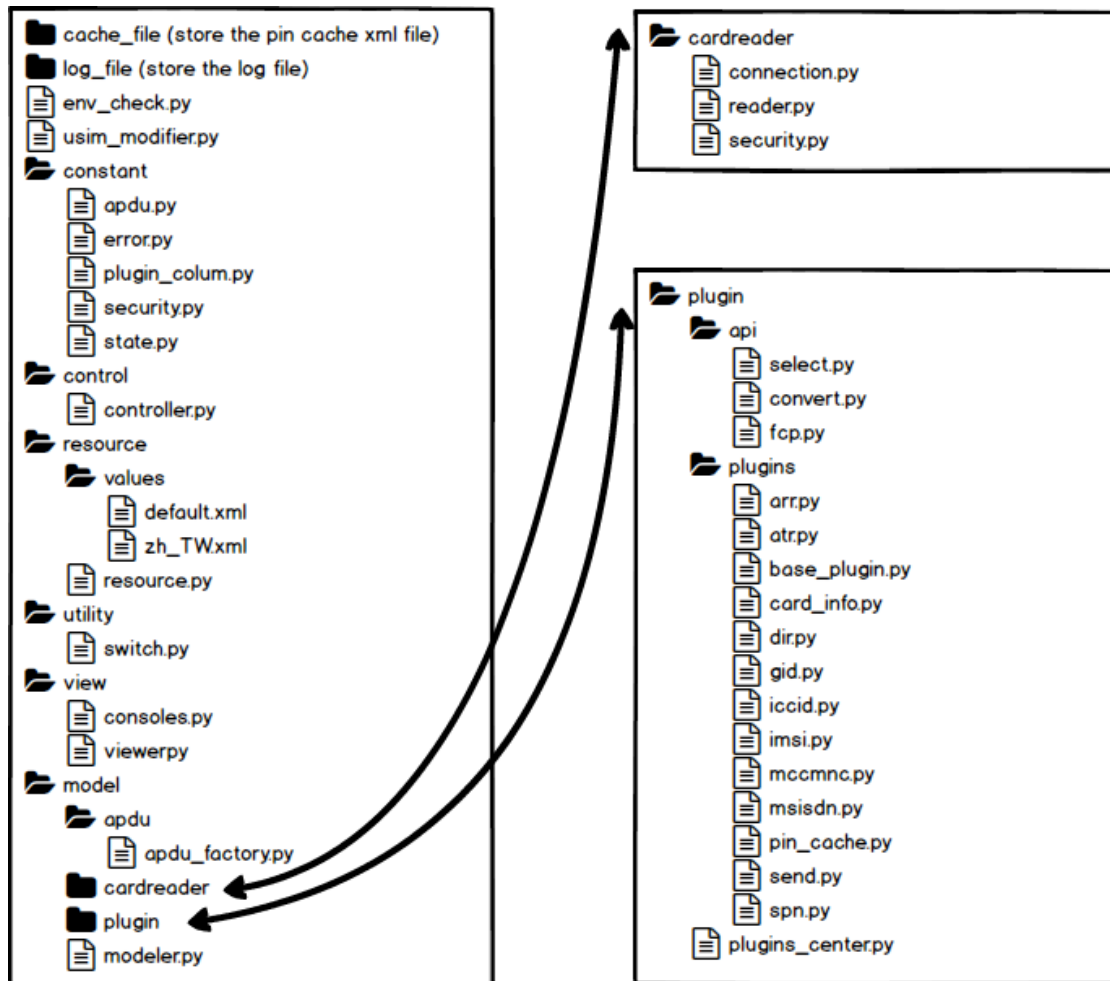 cache_file (store the pin cache xml file)
log_file (store the log file)
env_check.py
usim_modifier.py
constant
apdu.py
error.py
plugin_colum.py
security.py
state.py
control
controller.py
resource
values
default.xml
zh_TW.xml
resource.py
utility
switch.py
view
consoles.py
viewer.py
model
apdu
apdu_factory.py
cardreader
plugin
modeler.py
cardreader
connection.py
reader.py
security.py
plugin
api
select.py
convert.py
fcp.py
plugins
arr.py
atr.py
base_plugin.py
card_info.py
dir.py
gid.py
iccid.py
imsi.py
mccmnc.py
msisdn.py
pin_cache.py
send.py
spn.py
plugins_center.py